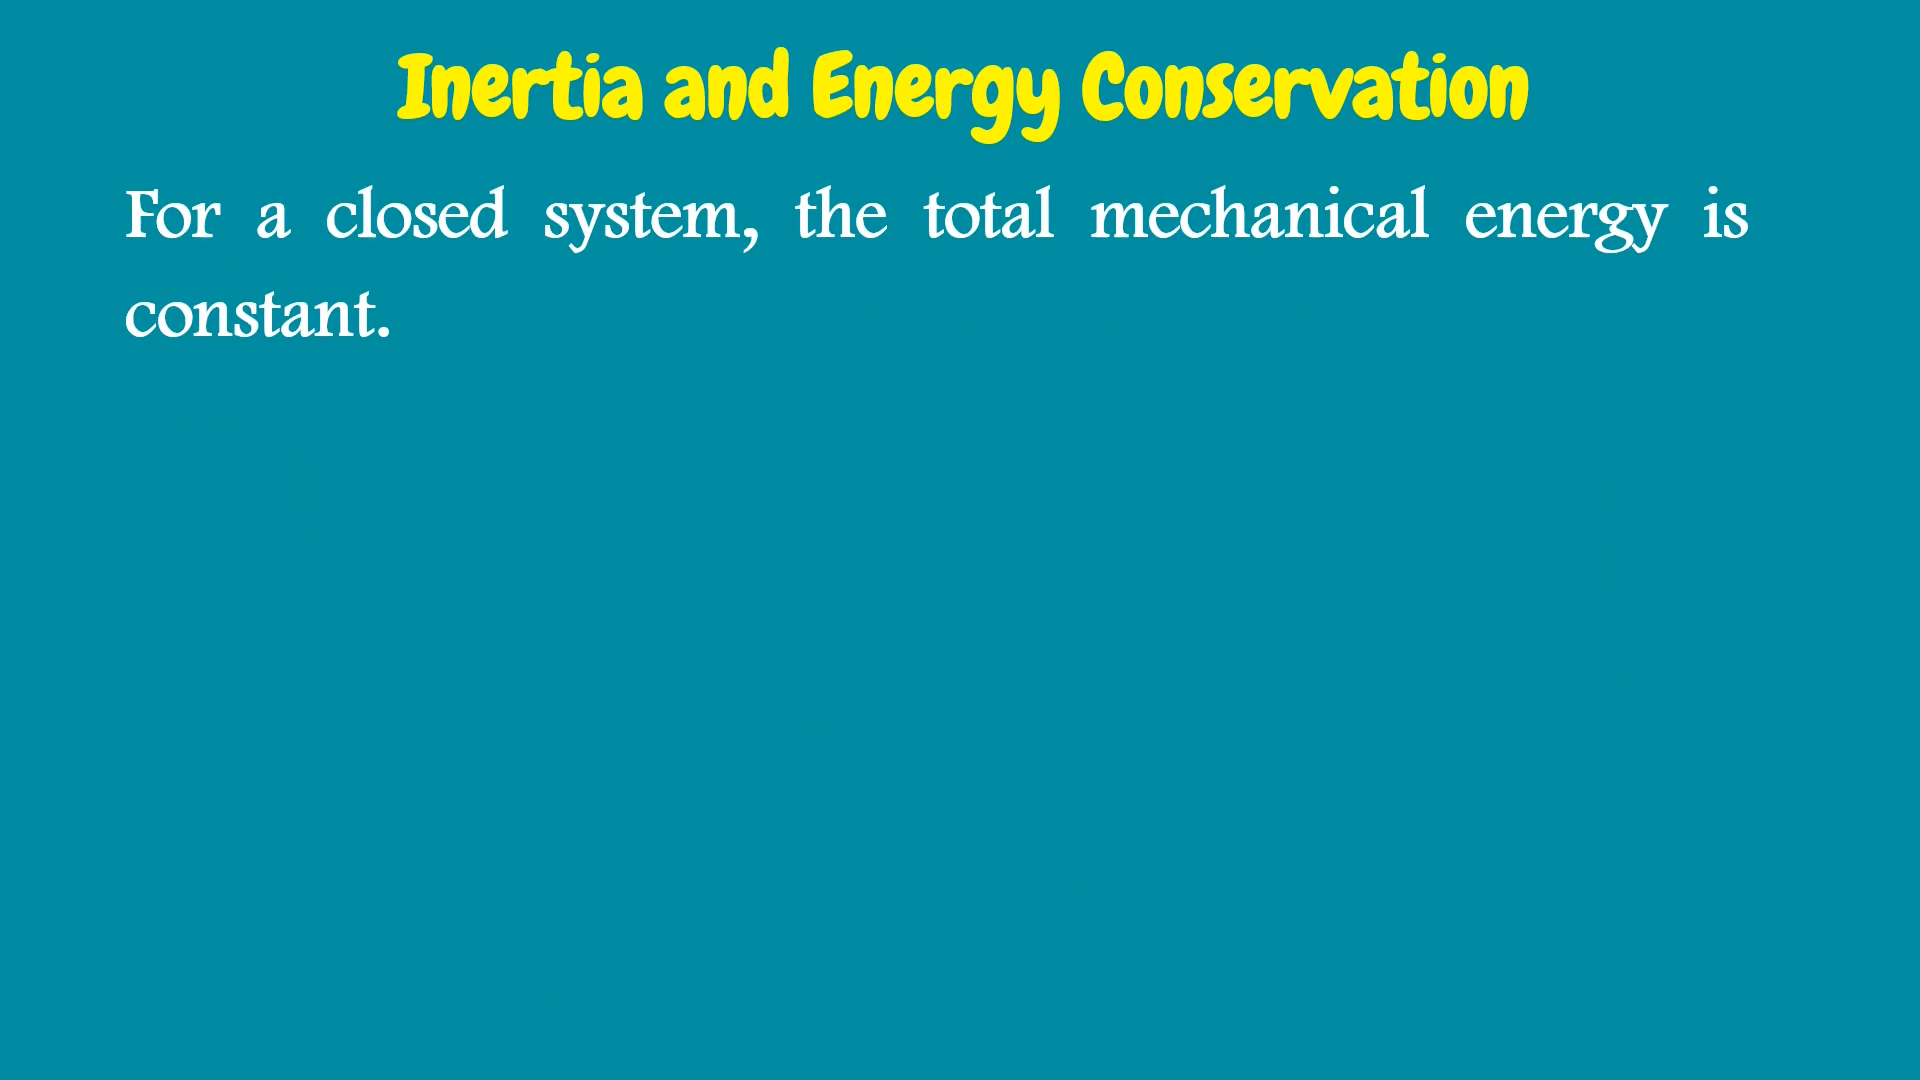 Inertia and Energy Conservation
For a closed system, the total mechanical energy is
constant.